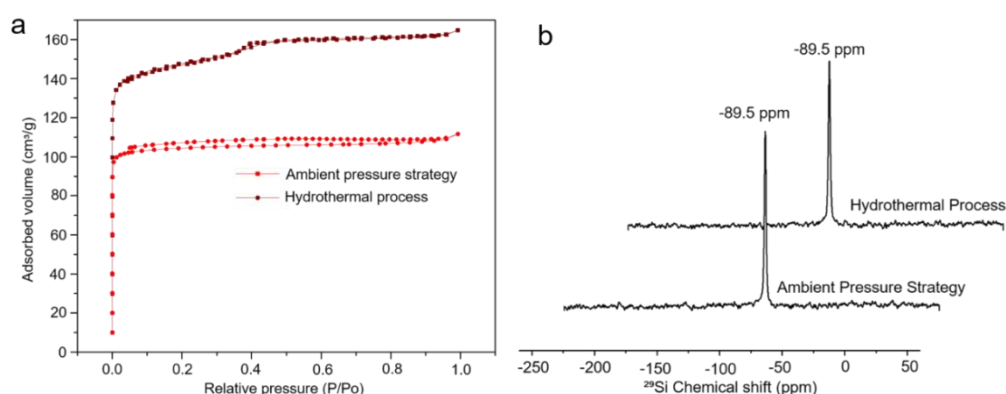 a
160
140
120
100
80
60
40
20
0
Adsorbed volume (cm³/g)
Ambient pressure strategy
Hydrothermal process
0.0 0.2 0.4 0.6 0.8 1.0
Relative pressure (P/Po)
b
-89.5 ppm
-89.5 ppm
Hydrothermal Process
Ambient Pressure Strategy
-250 -200 -150 -100 -50 0 50
²⁹Si Chemical shift (ppm)